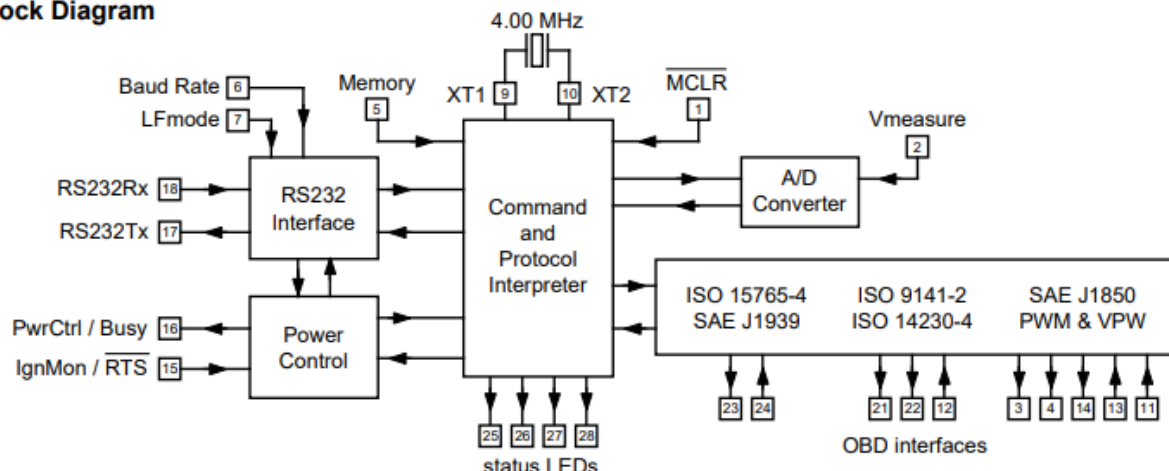 ock Diagram
4.00 MHz
Baud Rate 6
Memory
MCLR
5
XT1 9
10 XT2
1
LFmode 7
Vmeasure
2
RS232Rx 18
RS232Tx 17
RS232
Interface
Command
and
Protocol
Interpreter
A/D
Converter
PwrCtrl / Busy 16
IgnMon / RTS 15
Power
Control
ISO 15765-4
SAE J1939
ISO 9141-2
ISO 14230-4
SAE J1850
PWM & VPW
23 24
21 22 12
3 4 14 13 11
25 26 27 28
OBD interfaces
status LEDs